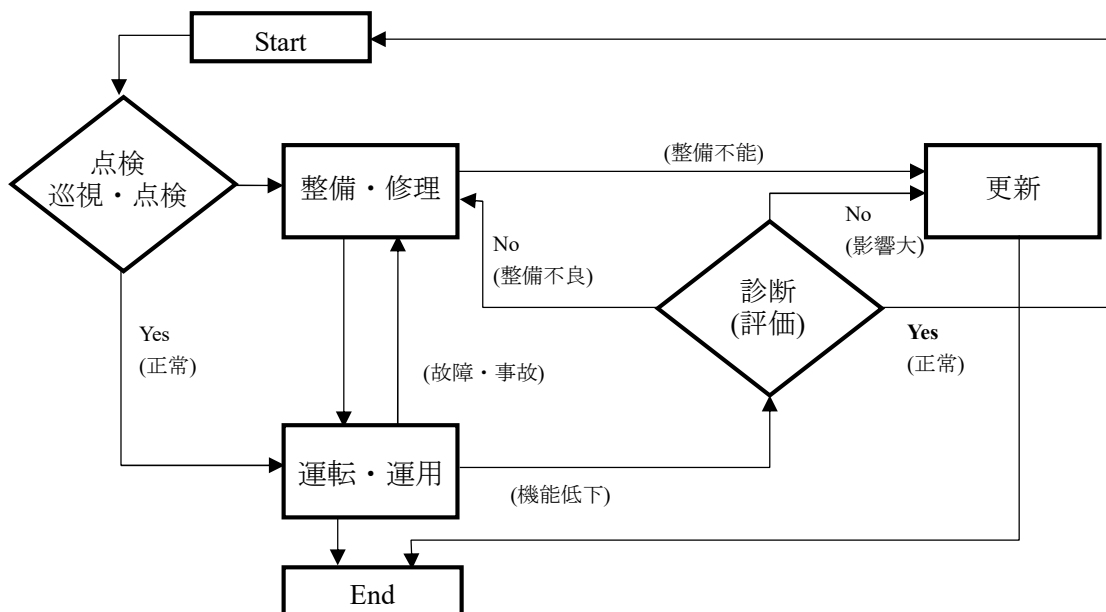 Start
点検
巡視・点検
整備・修理
(整備不能)
更新
No
(影響大)
No
(整備不良)
診断
(評価)
Yes
(正常)
Yes
(正常)
(故障・事故)
運転・運用
(機能低下)
End